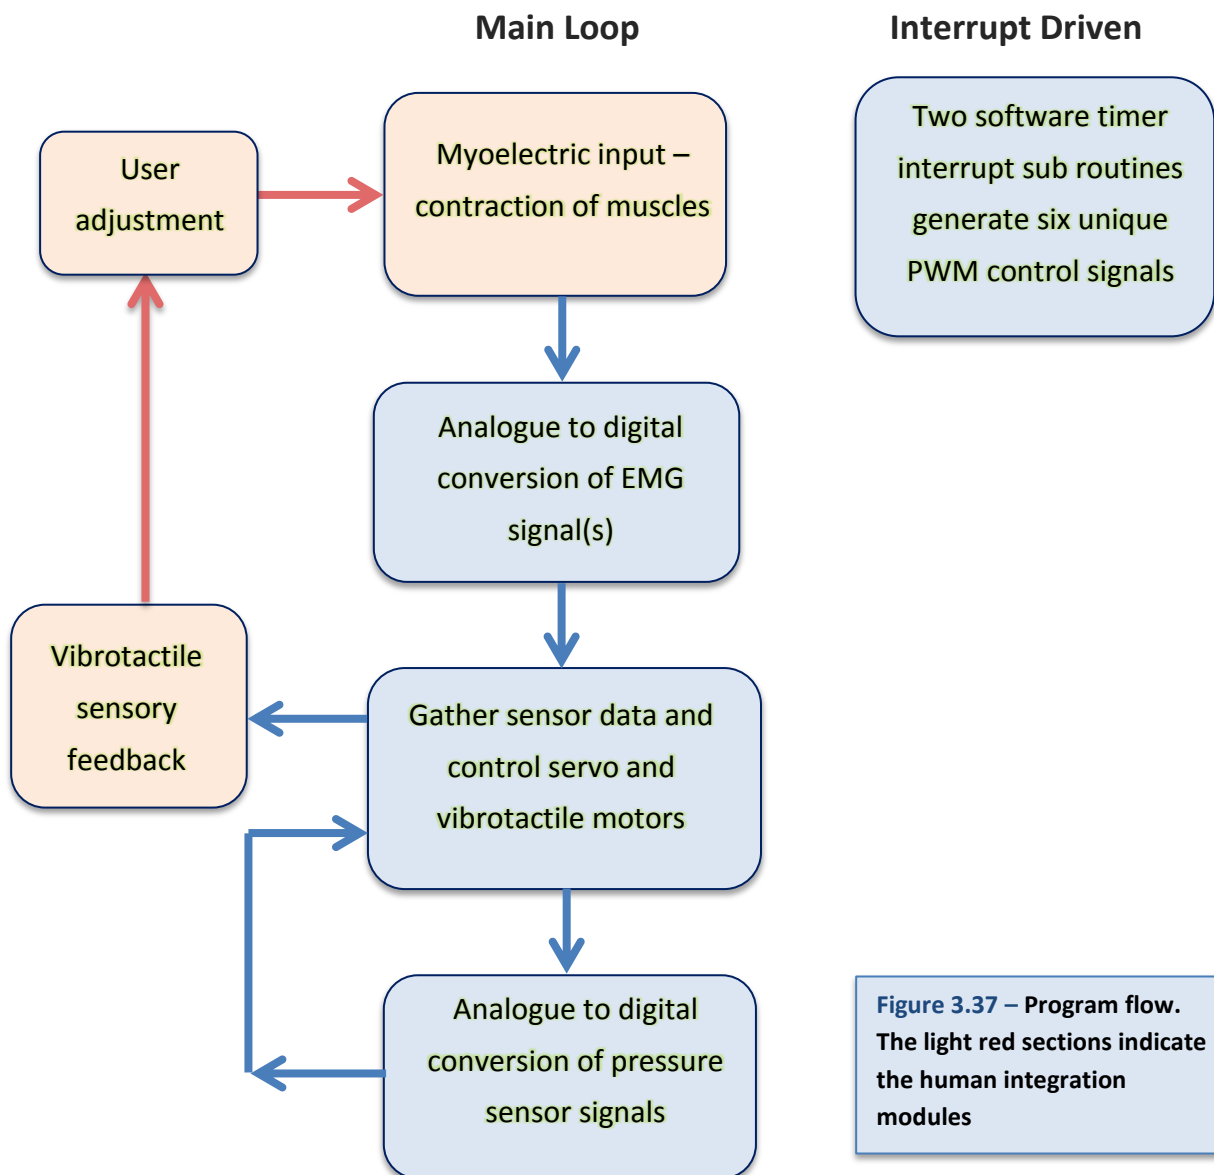 Main Loop
Interrupt Driven
User
adjustment
Myoelectric input –
contraction of muscles
Two software timer
interrupt sub routines
generate six unique
PWM control signals
Analogue to digital
conversion of EMG
signal(s)
Vibrotactile
sensory
feedback
Gather sensor data and
control servo and
vibrotactile motors
Analogue to digital
conversion of pressure
sensor signals
Figure 3.37 – Program flow.
The light red sections indicate
the human integration
modules